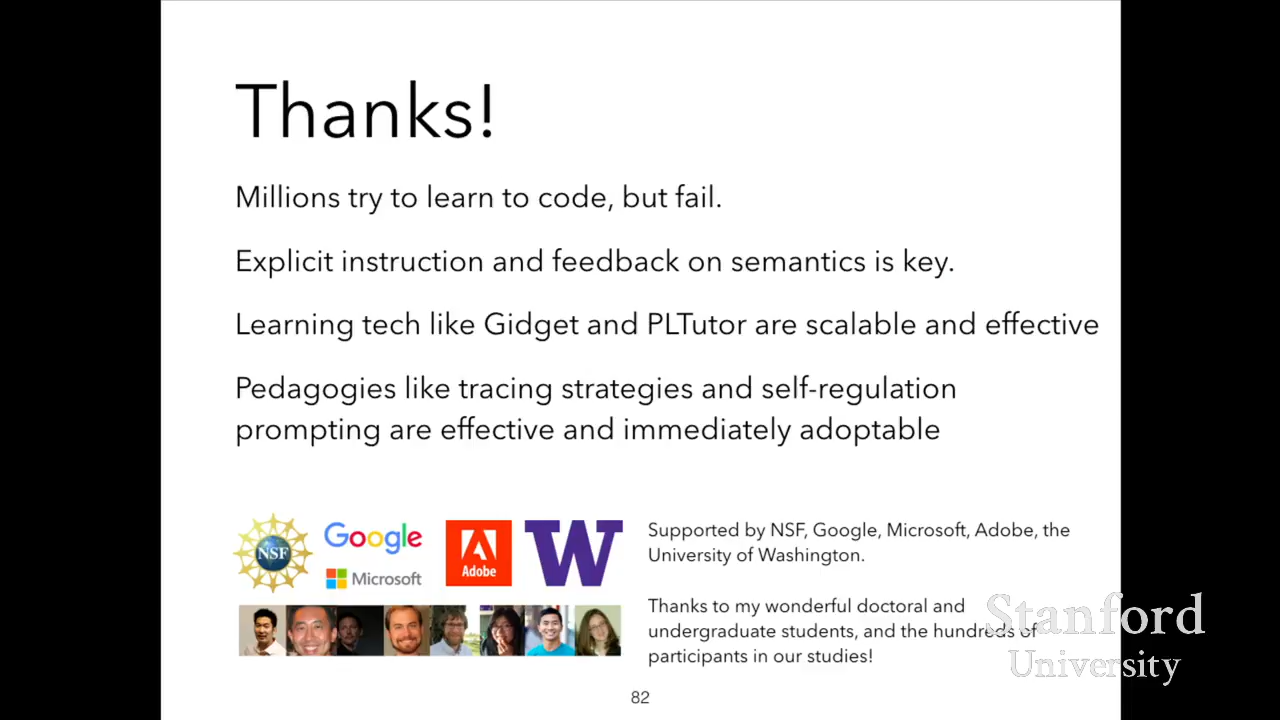 Thanks!
Millions try to learn to code, but fail.
Explicit instruction and feedback on semantics is key.
Learning tech like Gidget and PLTutor are scalable and effective
Pedagogies like tracing strategies and self-regulation
prompting are effective and immediately adoptable
NSF
Google
Microsoft
Adobe
W
Supported by NSF, Google, Microsoft, Adobe, the
University of Washington.
Thanks to my wonderful doctoral and
undergraduate students, and the hundreds of
participants in our studies!
Stanford
University
82